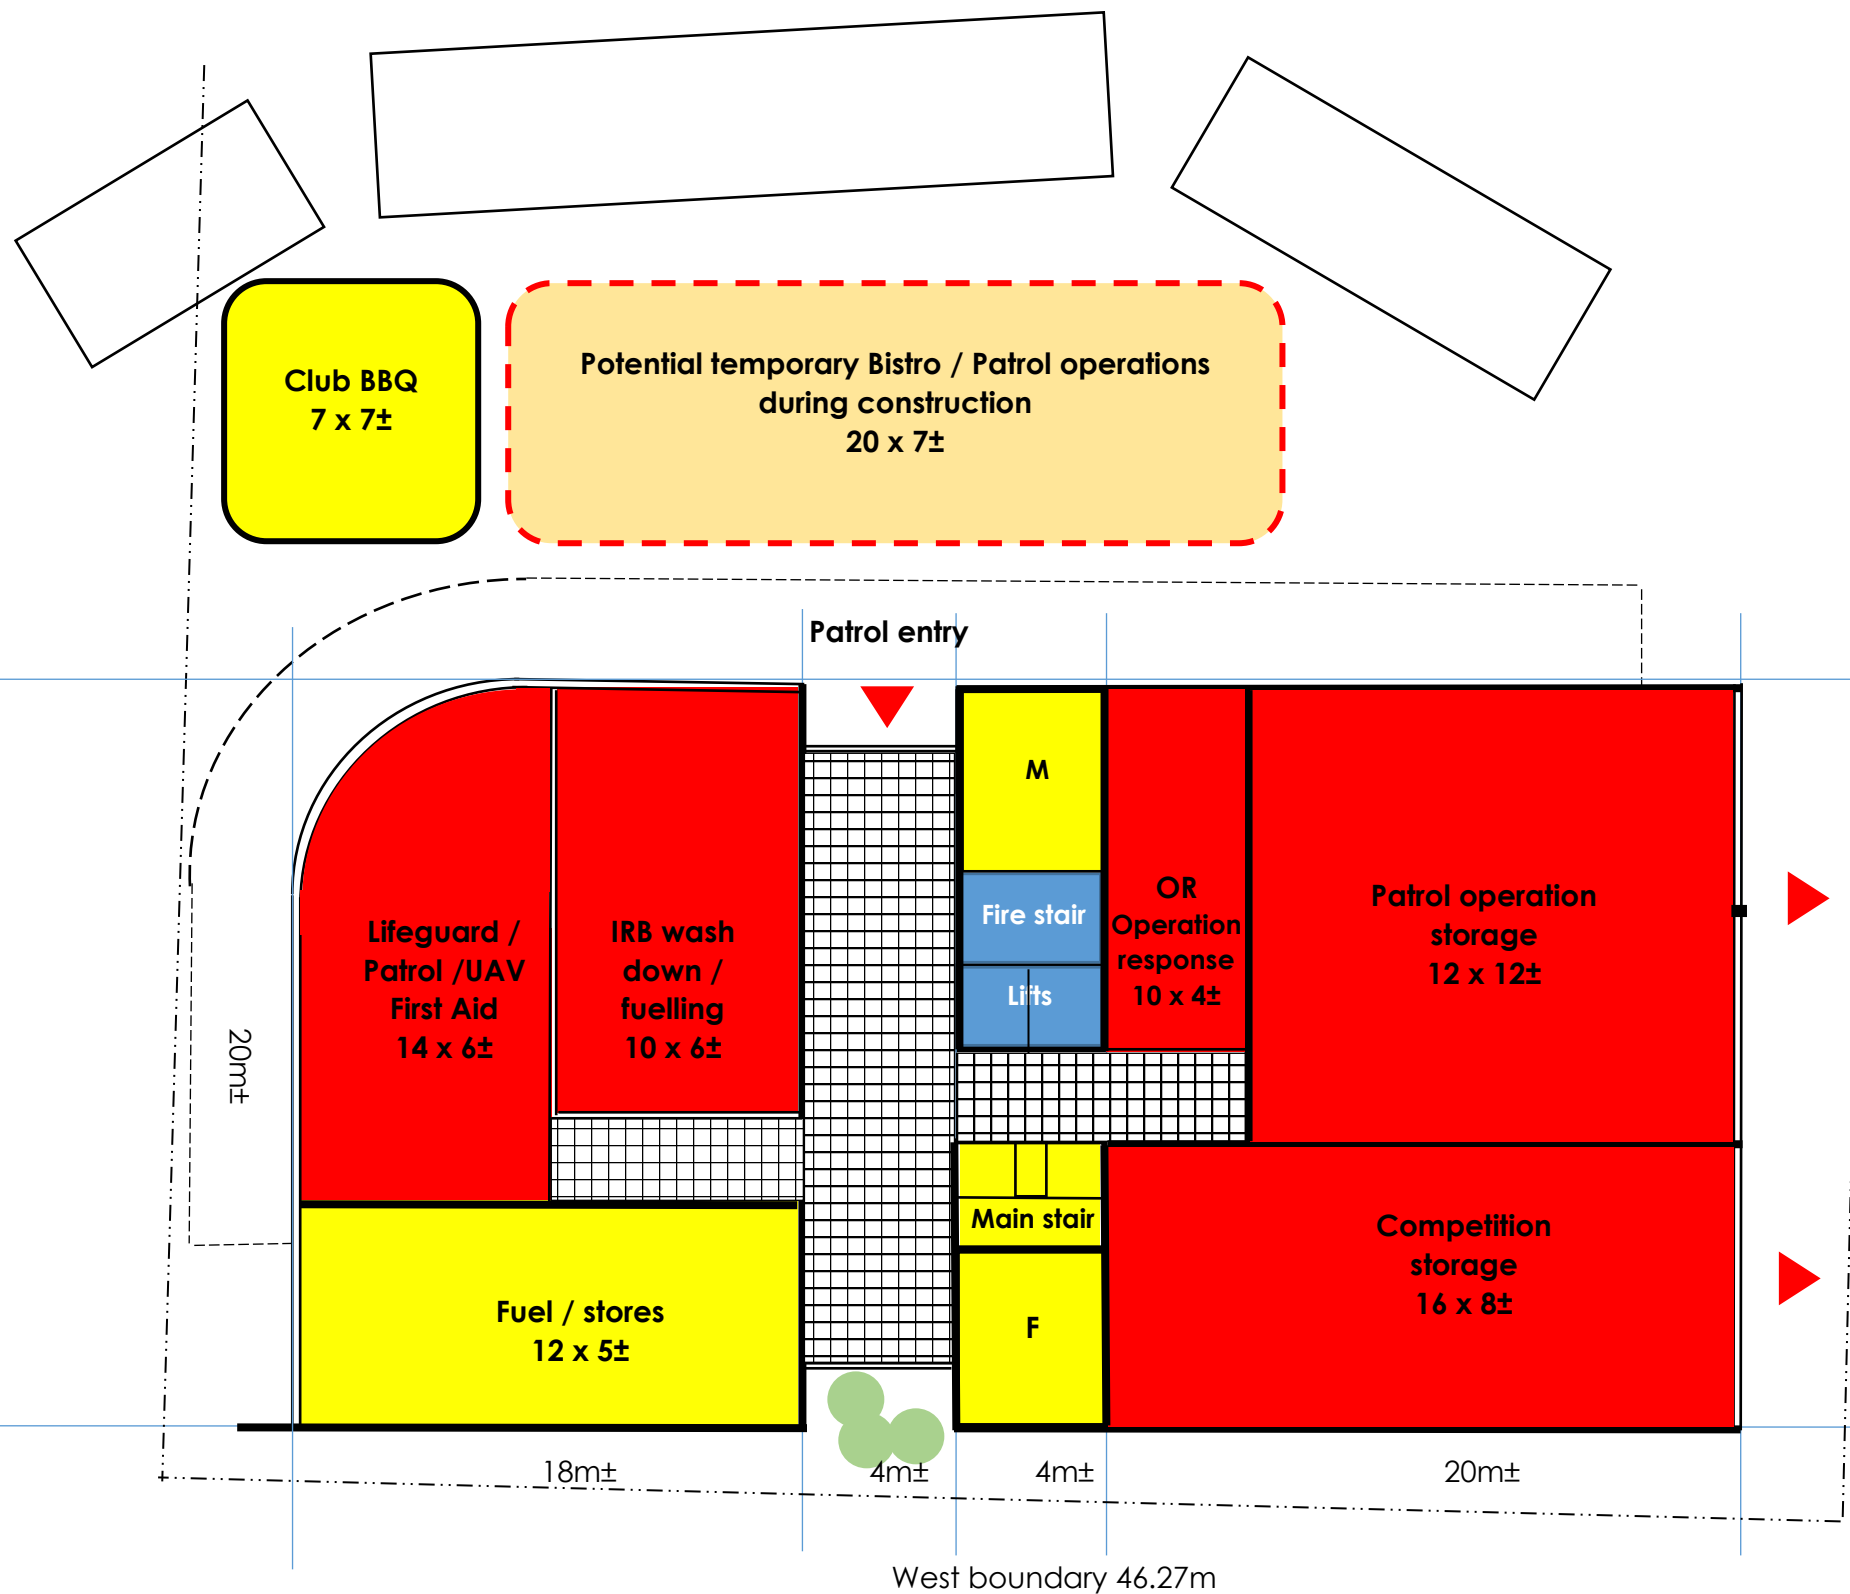 Club BBQ
7 x 7±
Potential temporary Bistro / Patrol operations
during construction
20 x 7±
Patrol entry
M
Fire stair
Lifts
OR
Operation
response
10 x 4±
Patrol operation
storage
12 x 12±
Lifeguard /
Patrol /UAV
First Aid
14 x 6±
IRB wash
down /
fuelling
10 x 6±
20m±
Main stair
F
Competition
storage
16 x 8±
Fuel / stores
12 x 5±
18m±
4m±
4m±
20m±
West boundary 46.27m